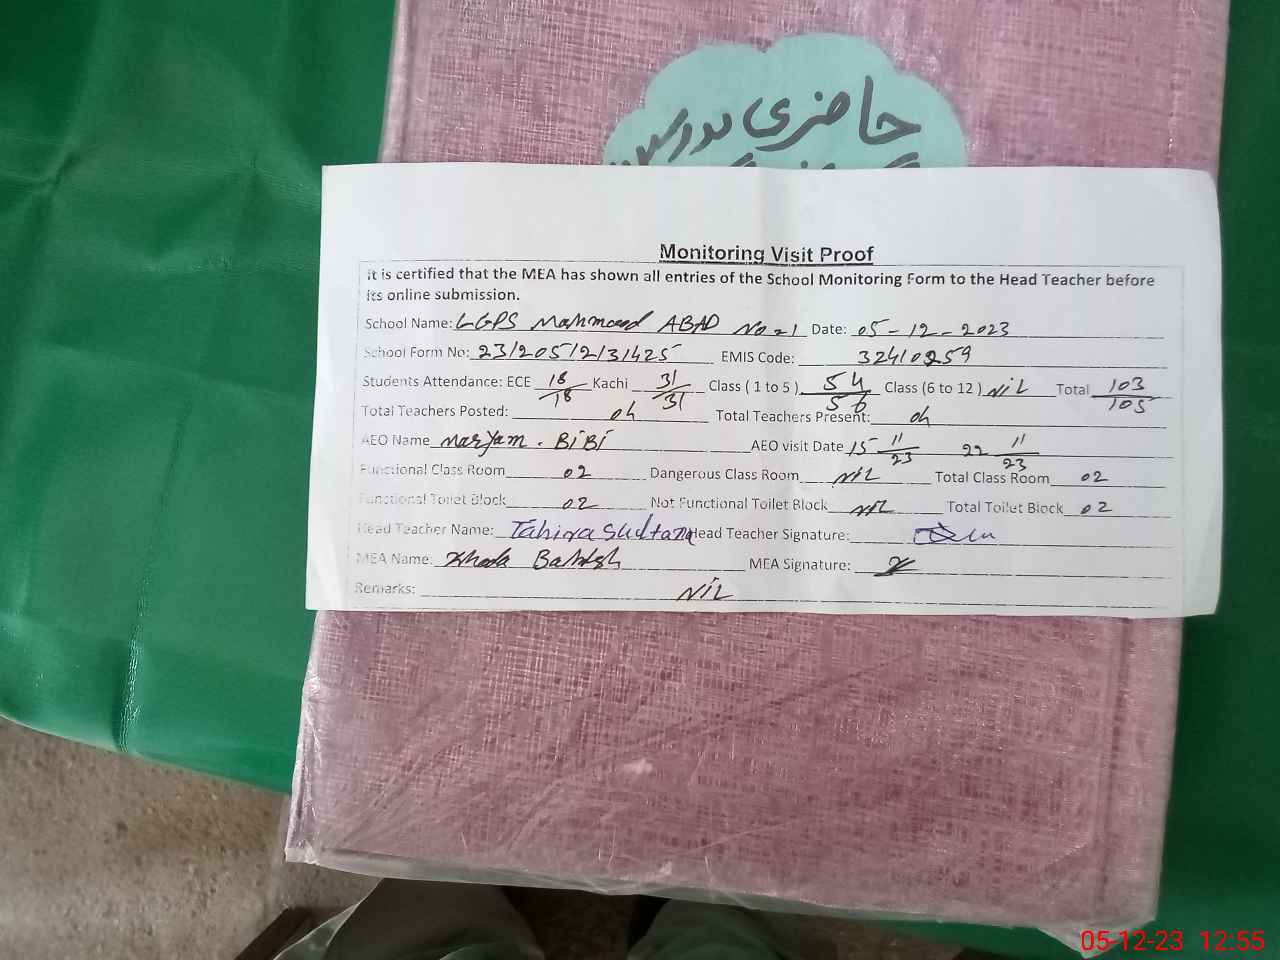 حاضری مدرسین
Monitoring Visit Proof
It is certified that the MEA has shown all entries of the School Monitoring Form to the Head Teacher before
its online submission.
School Name: GGPS Mahmood ABAD No=1 Date: 05-12-2023
School Form No: 23/205/2/31425 EMIS Code: 32410259
Students Attendance: ECE 18/18 Kachi 31/31 Class ( 1 to 5 ) 54/56 Class (6 to 12 ) NiL Total 103/105
Total Teachers Posted: 04 Total Teachers Present: 04
AEO Name Maryam . BiBi AEO visit Date 15 11/23 22 11/23
Functional Class Room 02 Dangerous Class Room NiL Total Class Room 02
Functional Toilet Block 02 Not Functional Toilet Block NiL Total Toilet Block 02
Head Teacher Name: Tahira Sultana Head Teacher Signature:
MEA Name: Khuda Bakhsh MEA Signature:
Remarks: NiL
05-12-23 12:55